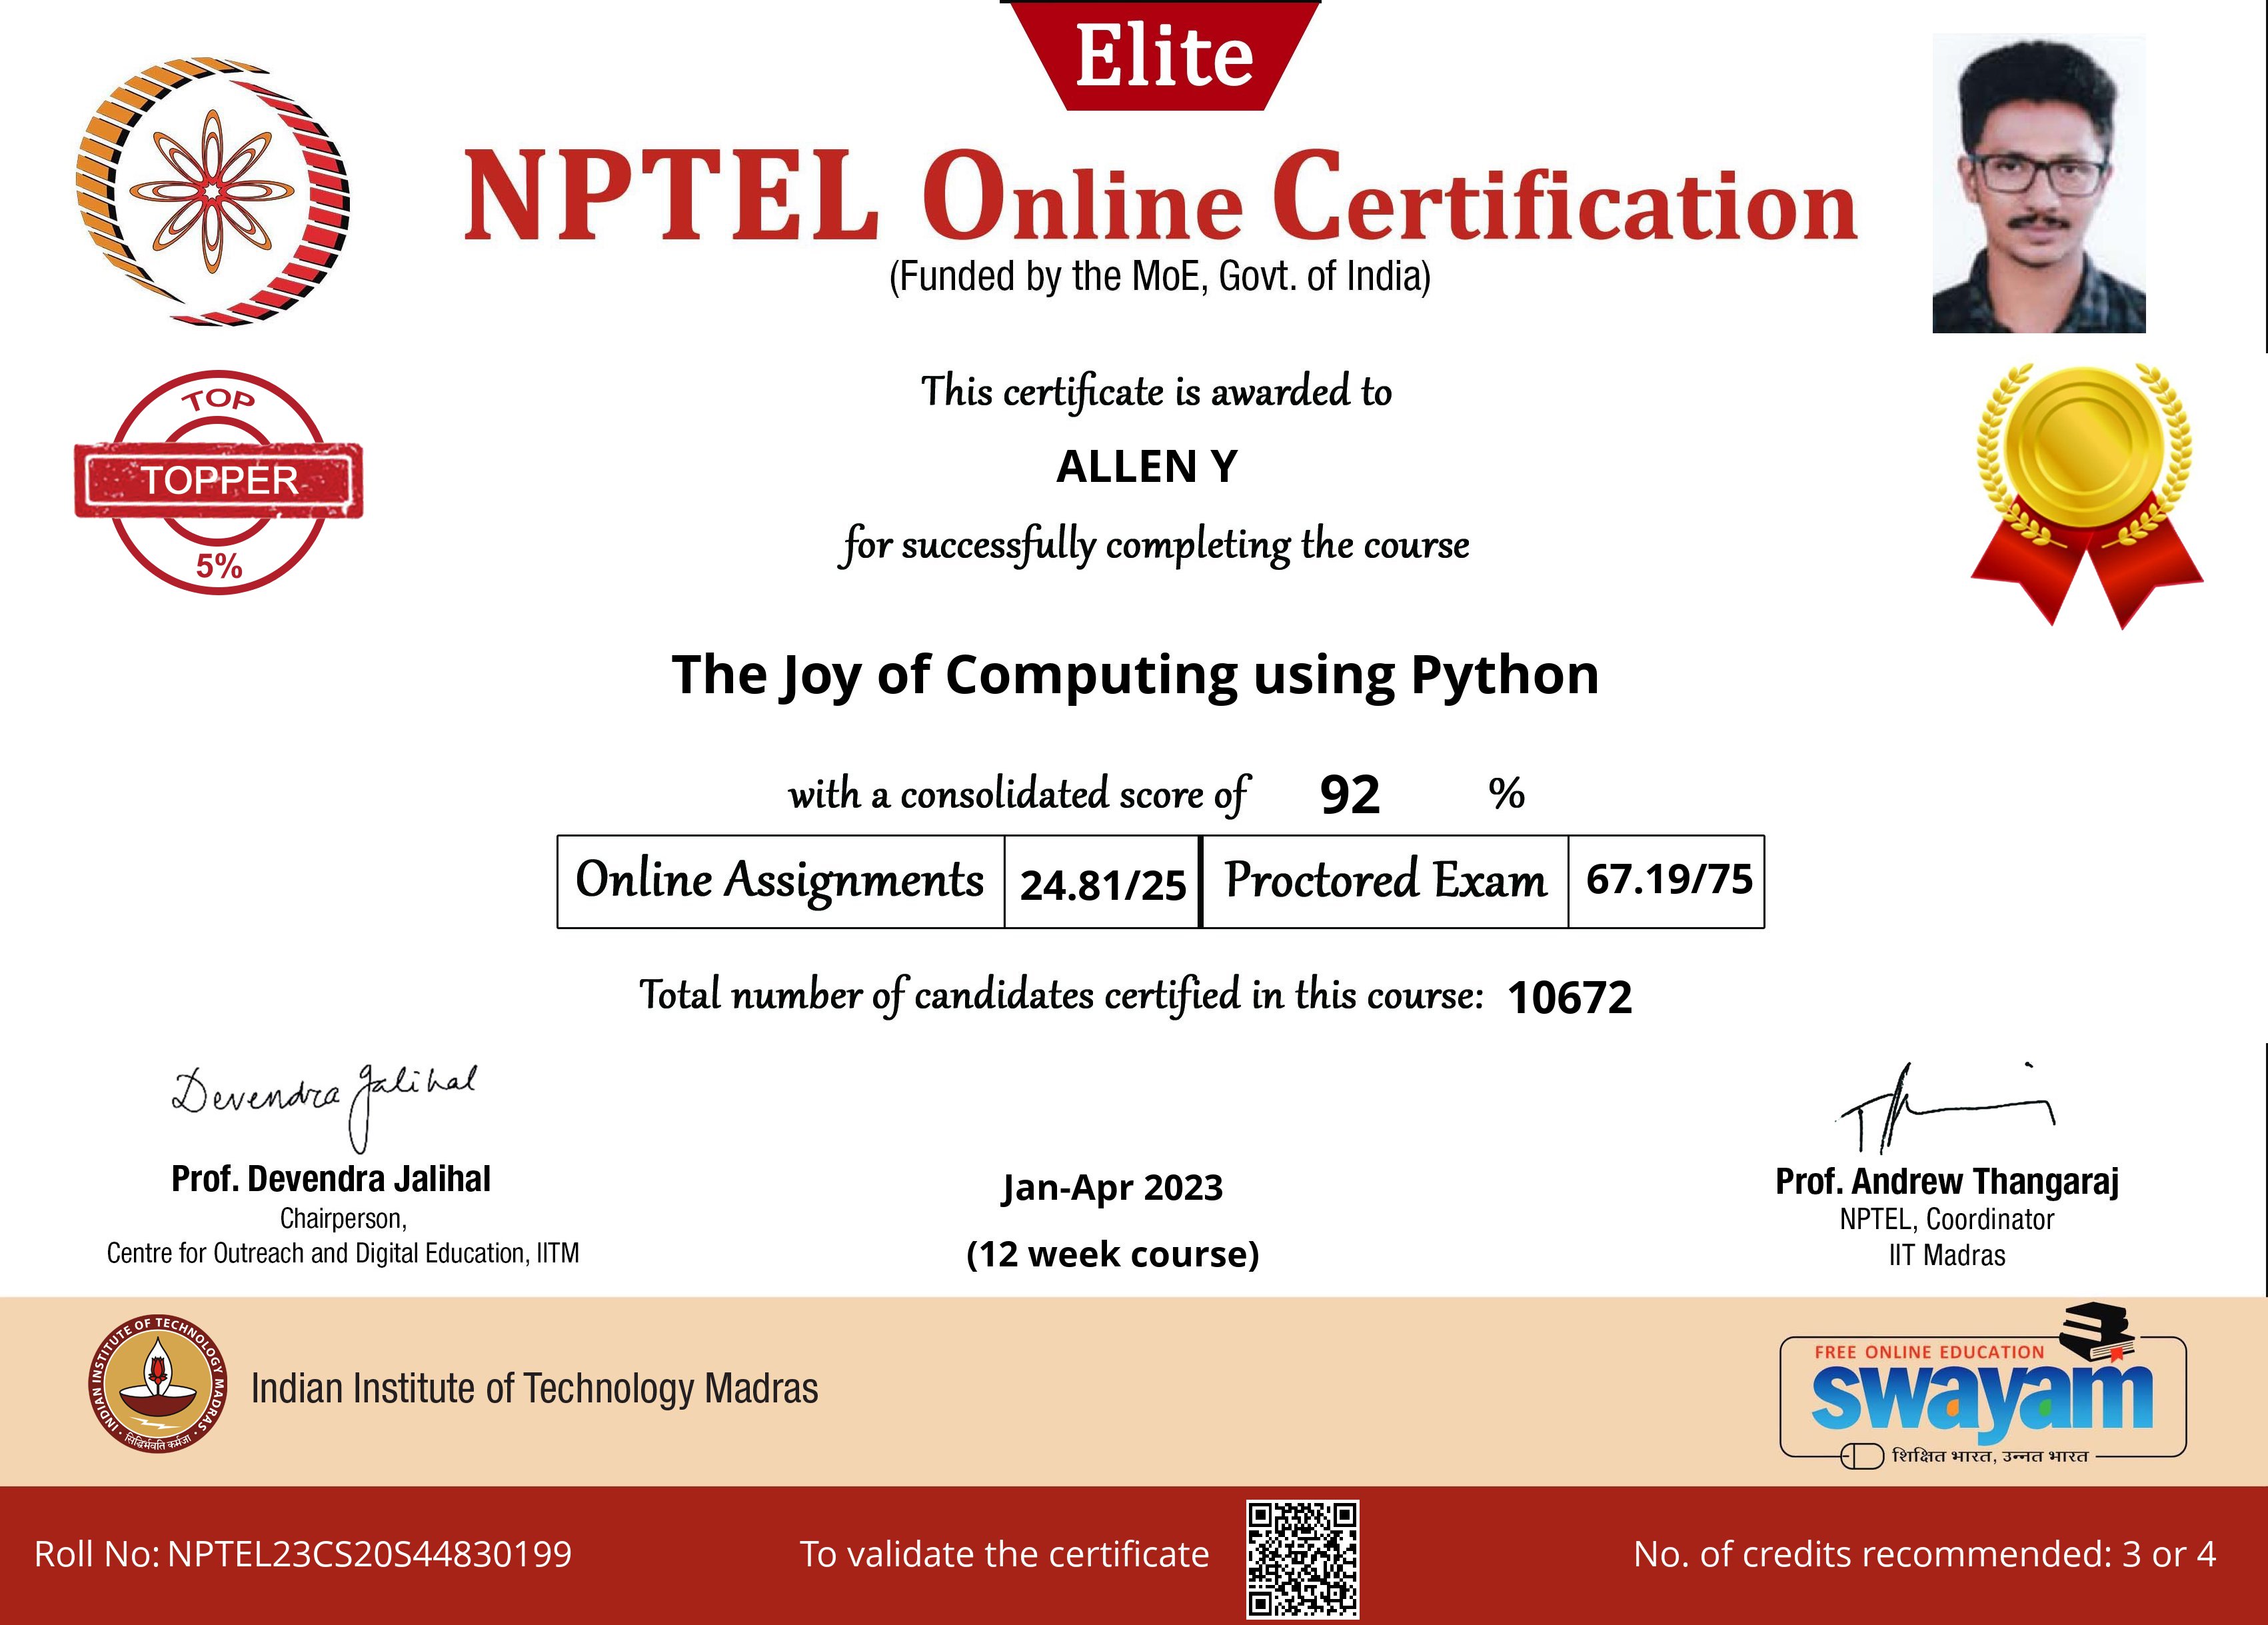 Elite
NPTEL Online Certification
(Funded by the MoE, Govt. of India)
TOP
TOPPER
5%
This certificate is awarded to
ALLEN Y
for successfully completing the course
The Joy of Computing using Python
with a consolidated score of 92 %
Online Assignments 24.81/25 Proctored Exam 67.19/75
Total number of candidates certified in this course: 10672
Devendra Jalihal
Prof. Devendra Jalihal
Chairperson,
Centre for Outreach and Digital Education, IITM
Jan-Apr 2023
(12 week course)
Prof. Andrew Thangaraj
NPTEL, Coordinator
IIT Madras
INDIAN INSTITUTE OF TECHNOLOGY MADRAS
सिद्धिर्भवति कर्मजा
Indian Institute of Technology Madras
FREE ONLINE EDUCATION
swayam
शिक्षित भारत, उन्नत भारत
Roll No: NPTEL23CS20S44830199
To validate the certificate
No. of credits recommended: 3 or 4